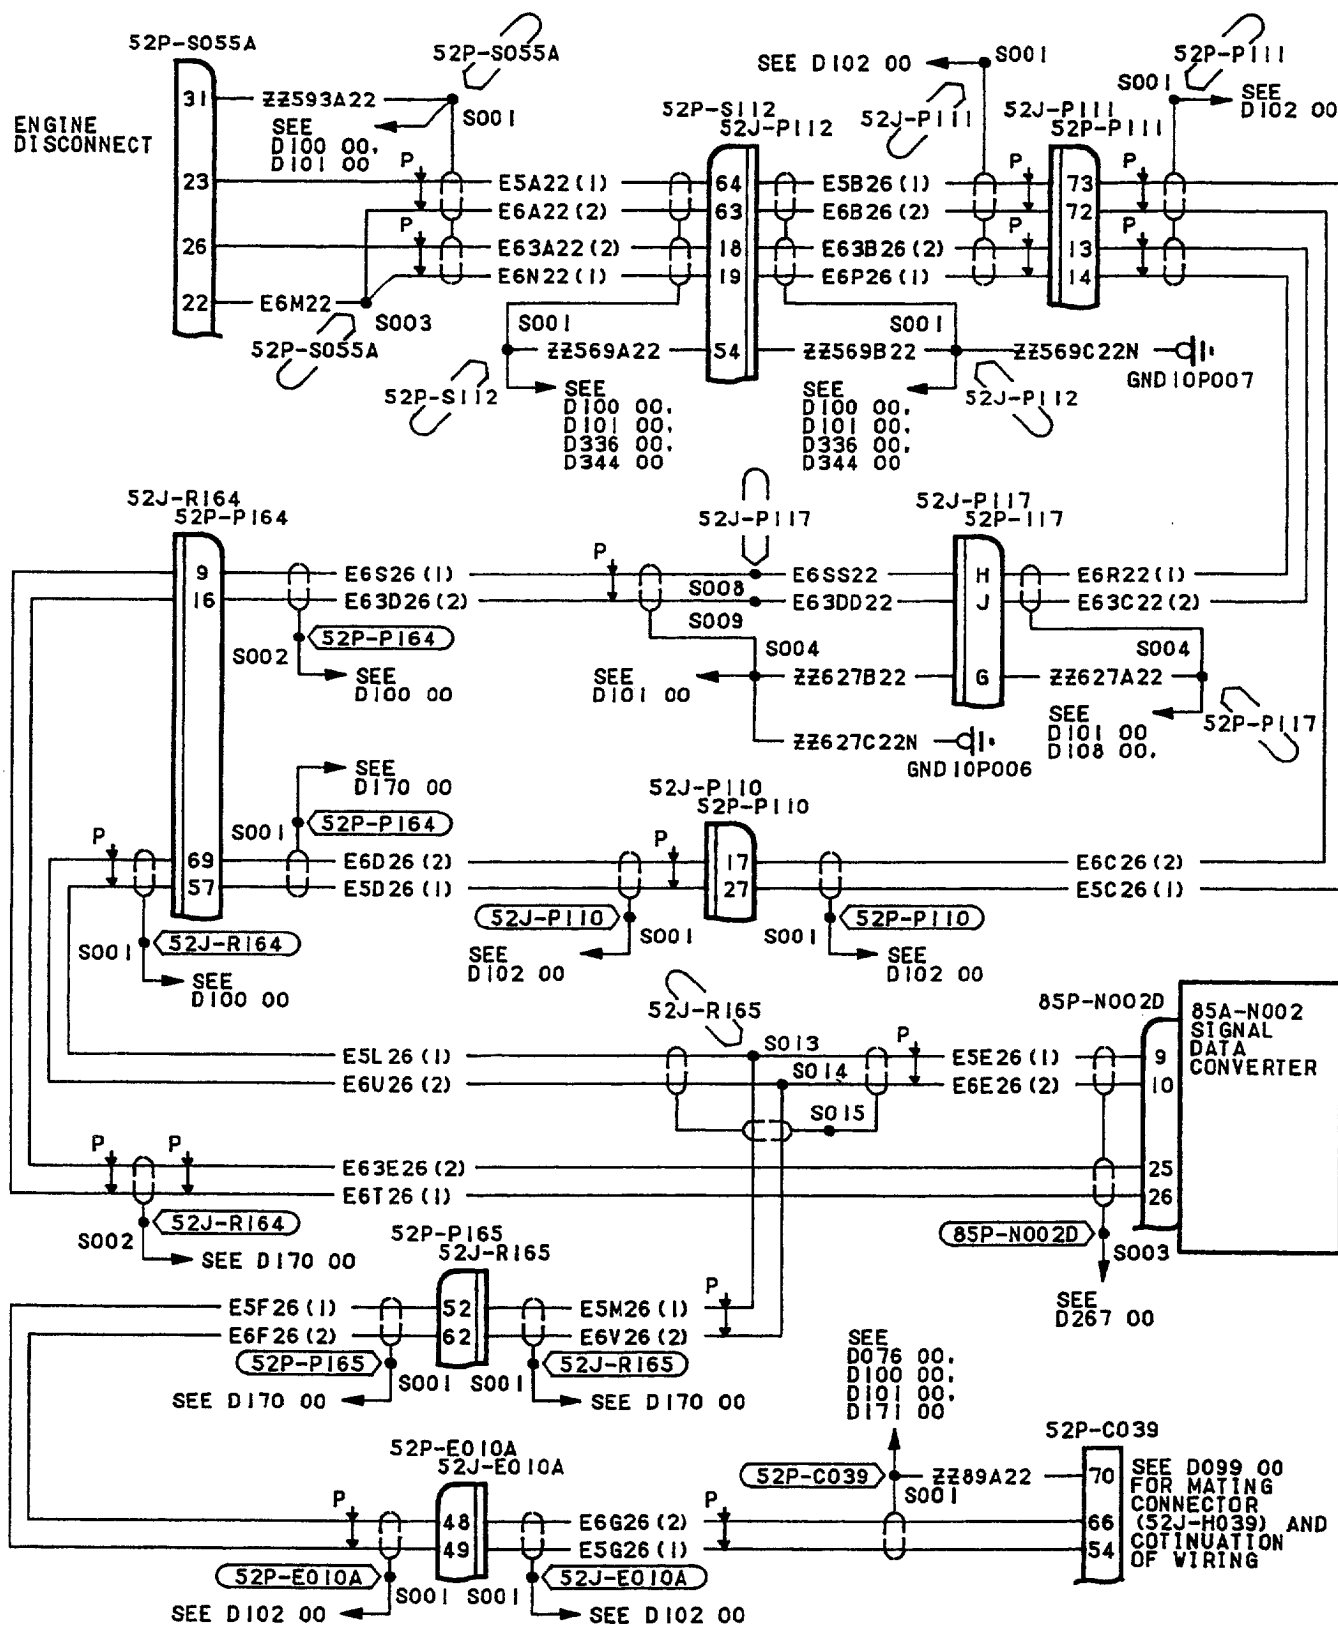 52P-S055A
52P-S055A
S001
52P-P111
SEE D102 00
S001
SEE
D102 00
31
ZZ593A22
S001
52P-S112
52J-P112
52J-P111
52J-P111
52P-P111
ENGINE
DISCONNECT
SEE
D100 00,
D101 00
P
P
P
23
E5A22(1)
64
E5B26(1)
73
E6A22(2)
63
E6B26(2)
72
P
P
P
26
E63A22(2)
18
E63B26(2)
13
E6N22(1)
19
E6P26(1)
14
22
E6M22
S003
S001
S001
52P-S055A
ZZ569A22
54
ZZ569B22
ZZ569C22N
GND10P007
52P-S112
SEE
D100 00,
D101 00,
D336 00,
D344 00
SEE
D100 00,
D101 00,
D336 00,
D344 00
52J-P112
52J-R164
52P-P164
52J-P117
52J-P117
52P-117
P
9
E6S26(1)
E6SS22
H
E6R22(1)
S008
16
E63D26(2)
E63DD22
J
E63C22(2)
S009
52P-P164
S002
S004
S004
SEE
D100 00
SEE
D101 00
ZZ627B22
G
ZZ627A22
SEE
D101 00
D108 00,
52P-P117
ZZ627C22N
GND10P006
SEE
D170 00
52J-P110
52P-P110
S001
52P-P164
P
P
69
E6D26(2)
17
E6C26(2)
57
E5D26(1)
27
E5C26(1)
52J-P110
52P-P110
S001
52J-R164
S001
S001
SEE
D100 00
SEE
D102 00
SEE
D102 00
52J-R165
85P-N002D
85A-N002
SIGNAL
DATA
CONVERTER
S013
P
E5L26(1)
E5E26(1)
9
S014
E6U26(2)
E6E26(2)
10
S015
P
P
E63E26(2)
25
E6T26(1)
26
52J-R164
S002
85P-N002D
S003
SEE D170 00
52P-P165
52J-R165
SEE
D267 00
P
E5F26(1)
52
E5M26(1)
E6F26(2)
62
E6V26(2)
52P-P165
52J-R165
S001
S001
SEE D170 00
SEE D170 00
SEE
D076 00,
D100 00,
D101 00,
D171 00
52P-E010A
52J-E010A
52P-C039
52P-C039
ZZ89A22
70
S001
SEE D099 00
FOR MATING
CONNECTOR
(52J-H039) AND
COTINUATION
OF WIRING
P
P
48
E6G26(2)
66
49
E5G26(1)
54
52P-E010A
52J-E010A
S001
S001
SEE D102 00
SEE D102 00